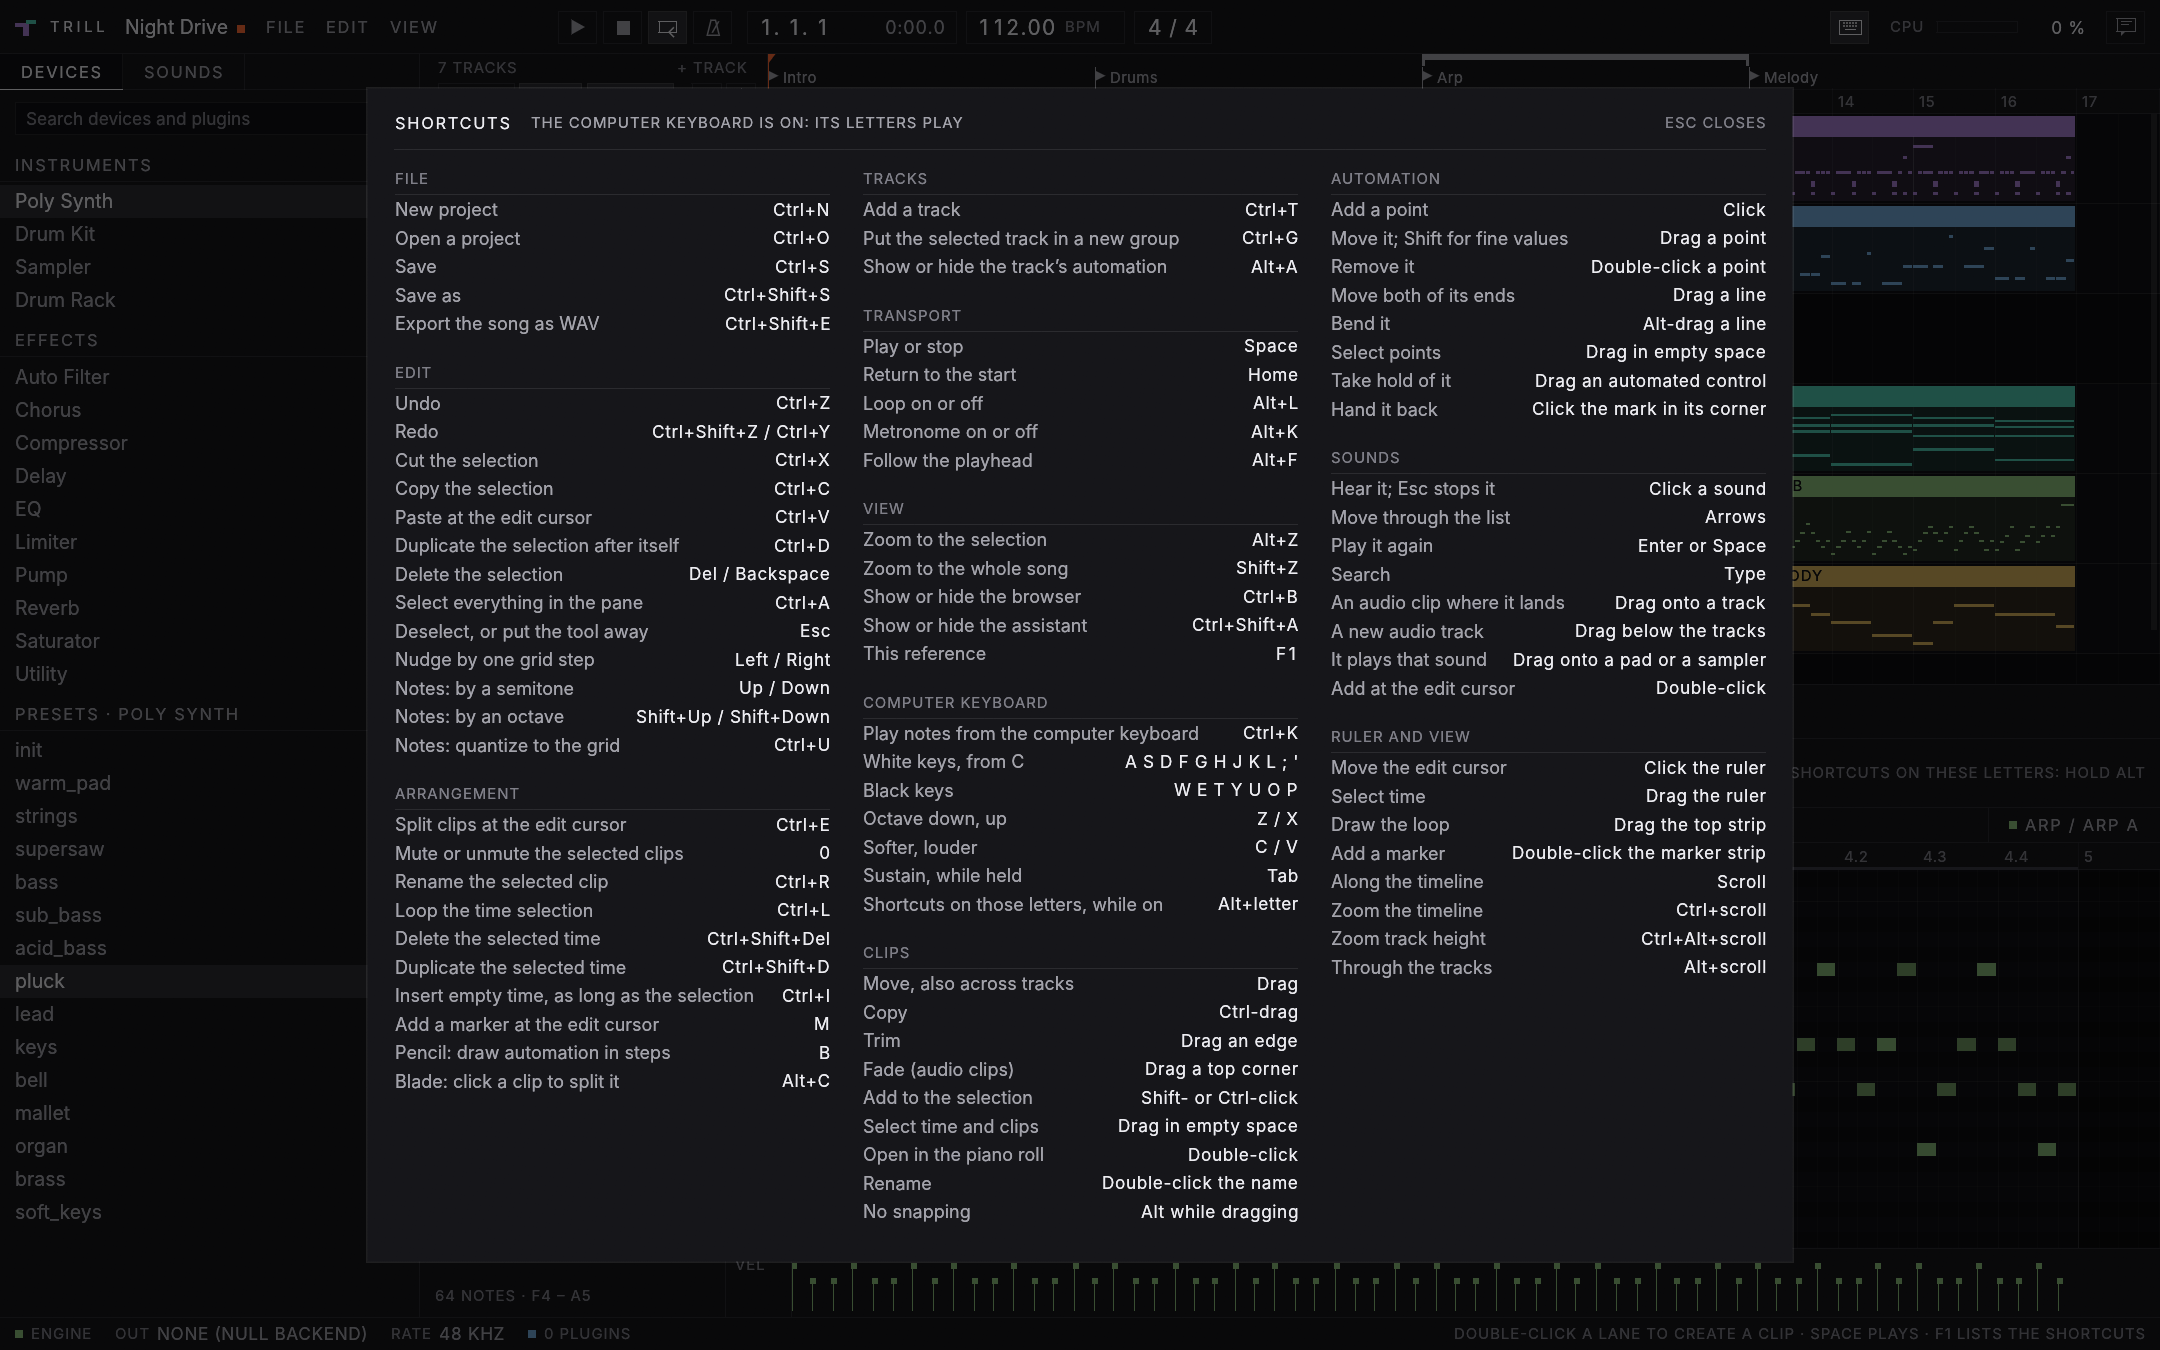 TRILL Night Drive FILE EDIT VIEW 1. 1. 1 0:00.0 112.00 BPM 4 / 4 CPU 0 %
DEVICES SOUNDS 7 TRACKS + TRACK Intro Drums Arp Melody
Search devices and plugins
14 15 16 17
INSTRUMENTS
Poly Synth
Drum Kit
Sampler
Drum Rack
EFFECTS
Auto Filter
Chorus
Compressor
Delay
EQ
Limiter
Pump
Reverb
Saturator
Utility
PRESETS · POLY SYNTH
init
warm_pad
strings
supersaw
bass
sub_bass
acid_bass
pluck
lead
keys
bell
mallet
organ
brass
soft_keys
SHORTCUTS THE COMPUTER KEYBOARD IS ON: ITS LETTERS PLAY ESC CLOSES
FILE
New project Ctrl+N
Open a project Ctrl+O
Save Ctrl+S
Save as Ctrl+Shift+S
Export the song as WAV Ctrl+Shift+E
EDIT
Undo Ctrl+Z
Redo Ctrl+Shift+Z / Ctrl+Y
Cut the selection Ctrl+X
Copy the selection Ctrl+C
Paste at the edit cursor Ctrl+V
Duplicate the selection after itself Ctrl+D
Delete the selection Del / Backspace
Select everything in the pane Ctrl+A
Deselect, or put the tool away Esc
Nudge by one grid step Left / Right
Notes: by a semitone Up / Down
Notes: by an octave Shift+Up / Shift+Down
Notes: quantize to the grid Ctrl+U
ARRANGEMENT
Split clips at the edit cursor Ctrl+E
Mute or unmute the selected clips 0
Rename the selected clip Ctrl+R
Loop the time selection Ctrl+L
Delete the selected time Ctrl+Shift+Del
Duplicate the selected time Ctrl+Shift+D
Insert empty time, as long as the selection Ctrl+I
Add a marker at the edit cursor M
Pencil: draw automation in steps B
Blade: click a clip to split it Alt+C
TRACKS
Add a track Ctrl+T
Put the selected track in a new group Ctrl+G
Show or hide the track’s automation Alt+A
TRANSPORT
Play or stop Space
Return to the start Home
Loop on or off Alt+L
Metronome on or off Alt+K
Follow the playhead Alt+F
VIEW
Zoom to the selection Alt+Z
Zoom to the whole song Shift+Z
Show or hide the browser Ctrl+B
Show or hide the assistant Ctrl+Shift+A
This reference F1
COMPUTER KEYBOARD
Play notes from the computer keyboard Ctrl+K
White keys, from C A S D F G H J K L ; '
Black keys W E T Y U O P
Octave down, up Z / X
Softer, louder C / V
Sustain, while held Tab
Shortcuts on those letters, while on Alt+letter
CLIPS
Move, also across tracks Drag
Copy Ctrl-drag
Trim Drag an edge
Fade (audio clips) Drag a top corner
Add to the selection Shift- or Ctrl-click
Select time and clips Drag in empty space
Open in the piano roll Double-click
Rename Double-click the name
No snapping Alt while dragging
AUTOMATION
Add a point Click
Move it; Shift for fine values Drag a point
Remove it Double-click a point
Move both of its ends Drag a line
Bend it Alt-drag a line
Select points Drag in empty space
Take hold of it Drag an automated control
Hand it back Click the mark in its corner
SOUNDS
Hear it; Esc stops it Click a sound
Move through the list Arrows
Play it again Enter or Space
Search Type
An audio clip where it lands Drag onto a track
A new audio track Drag below the tracks
It plays that sound Drag onto a pad or a sampler
Add at the edit cursor Double-click
RULER AND VIEW
Move the edit cursor Click the ruler
Select time Drag the ruler
Draw the loop Drag the top strip
Add a marker Double-click the marker strip
Along the timeline Scroll
Zoom the timeline Ctrl+scroll
Zoom track height Ctrl+Alt+scroll
Through the tracks Alt+scroll
B
ODY
SHORTCUTS ON THESE LETTERS: HOLD ALT
ARP / ARP A
4.2 4.3 4.4 5
VEL
64 NOTES · F4 – A5
ENGINE OUT NONE (NULL BACKEND) RATE 48 KHZ 0 PLUGINS DOUBLE-CLICK A LANE TO CREATE A CLIP · SPACE PLAYS · F1 LISTS THE SHORTCUTS